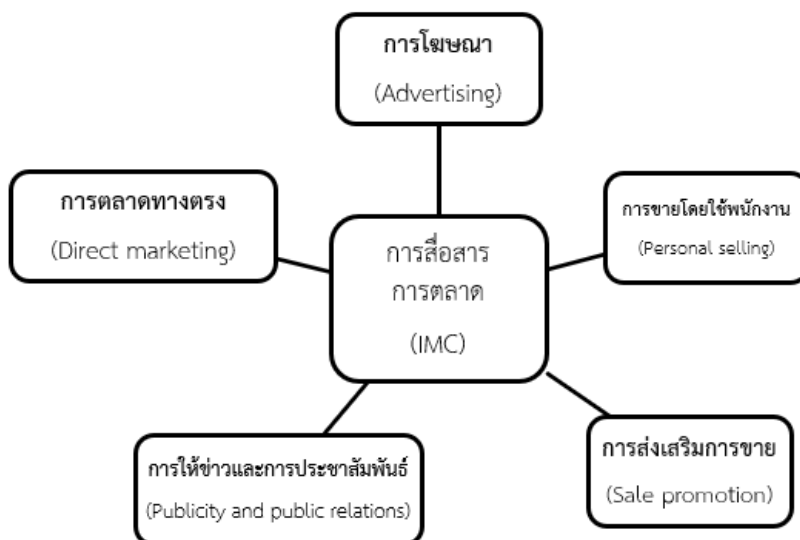 การโฆษณา
(Advertising)
การตลาดทางตรง
(Direct marketing)
การขายโดยใช้พนักงาน
(Personal selling)
การสื่อสาร
การตลาด
(IMC)
การให้ข่าวและการประชาสัมพันธ์
(Publicity and public relations)
การส่งเสริมการขาย
(Sale promotion)